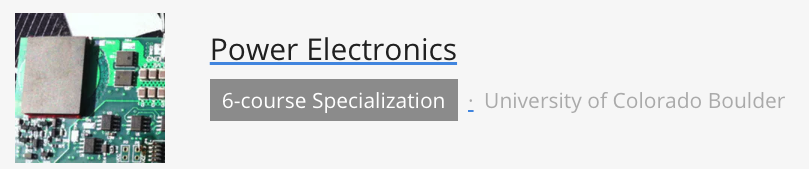 Power Electronics
6-course Specialization · University of Colorado Boulder